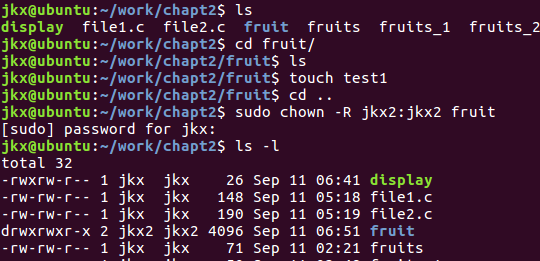 jkx@ubuntu:~/work/chapt2$ ls
display  file1.c  file2.c  fruit  fruits  fruits_1  fruits_2
jkx@ubuntu:~/work/chapt2$ cd fruit/
jkx@ubuntu:~/work/chapt2/fruit$ ls
jkx@ubuntu:~/work/chapt2/fruit$ touch test1
jkx@ubuntu:~/work/chapt2/fruit$ cd ..
jkx@ubuntu:~/work/chapt2$ sudo chown -R jkx2:jkx2 fruit
[sudo] password for jkx:
jkx@ubuntu:~/work/chapt2$ ls -l
total 32
-rwxrw-r-- 1 jkx  jkx    26 Sep 11 06:41 display
-rw-rw-r-- 1 jkx  jkx   148 Sep 11 05:18 file1.c
-rw-rw-r-- 1 jkx  jkx   190 Sep 11 05:19 file2.c
drwxrwxr-x 2 jkx2 jkx2 4096 Sep 11 06:51 fruit
-rw-rw-r-- 1 jkx  jkx    71 Sep 11 02:21 fruits